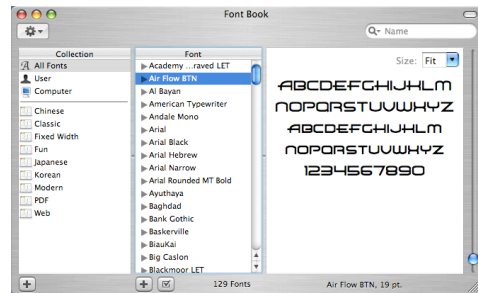 Font Book
Name
Collection
All Fonts
User
Computer
Chinese
Classic
Fixed Width
Fun
Japanese
Korean
Modern
PDF
Web
Font
Academy ...raved LET
Air Flow BTN
Al Bayan
American Typewriter
Andale Mono
Arial
Arial Black
Arial Hebrew
Arial Narrow
Arial Rounded MT Bold
Ayuthaya
Baghdad
Bank Gothic
Baskerville
BiauKai
Big Caslon
Blackmoor LET
Size: Fit
ABCDEFGHIJKLM
NOPQRSTUVWXYZ
ABCDEFGHIJKLM
NOPQRSTUVWXYZ
1234567890
129 Fonts
Air Flow BTN, 19 pt.